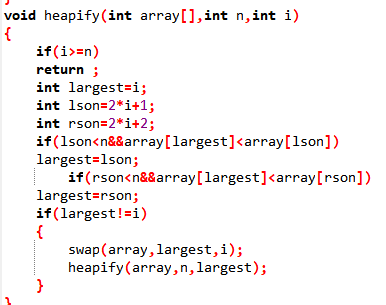 void heapify(int array[],int n,int i)
{
    if(i>=n)
    return ;
    int largest=i;
    int lson=2*i+1;
    int rson=2*i+2;
    if(lson<n&&array[largest]<array[lson])
    largest=lson;
        if(rson<n&&array[largest]<array[rson])
    largest=rson;
    if(largest!=i)
    {
        swap(array,largest,i);
        heapify(array,n,largest);
    }
}